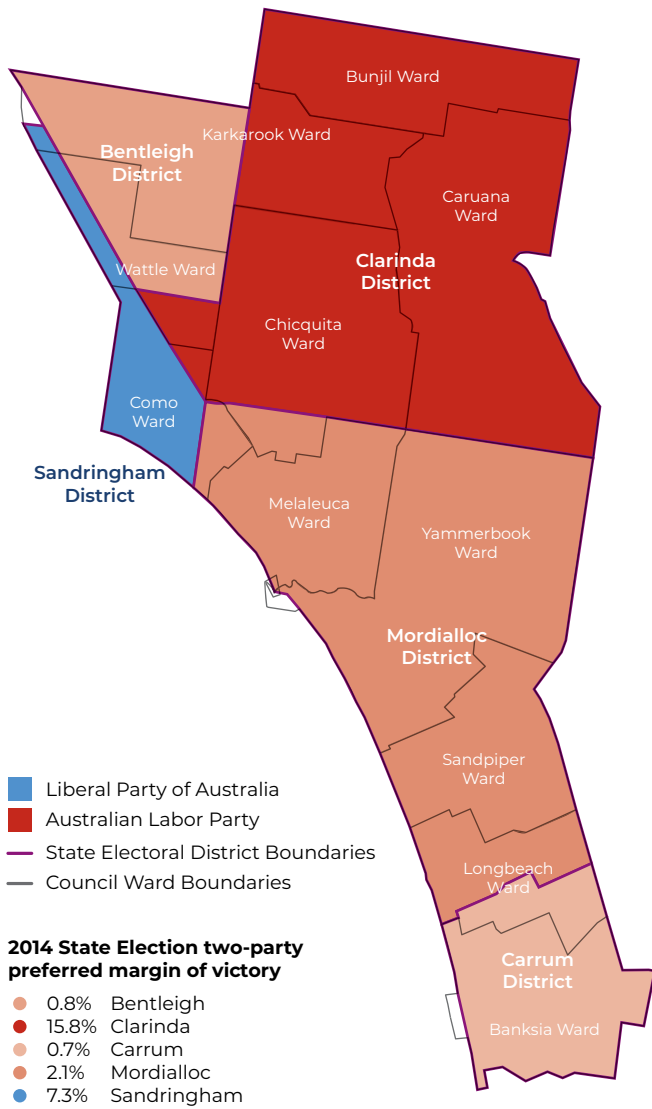 Bunjil Ward
Karkarook Ward
Bentleigh
District
Caruana
Ward
Wattle Ward
Clarinda
District
Chicquita
Ward
Como
Ward
Sandringham
District
Melaleuca
Ward
Yammerbook
Ward
Mordialloc
District
Sandpiper
Ward
Liberal Party of Australia
Australian Labor Party
State Electoral District Boundaries
Council Ward Boundaries
Longbeach
Ward
2014 State Election two-party
preferred margin of victory
0.8% Bentleigh
15.8% Clarinda
0.7% Carrum
2.1% Mordialloc
7.3% Sandringham
Carrum
District
Banksia Ward